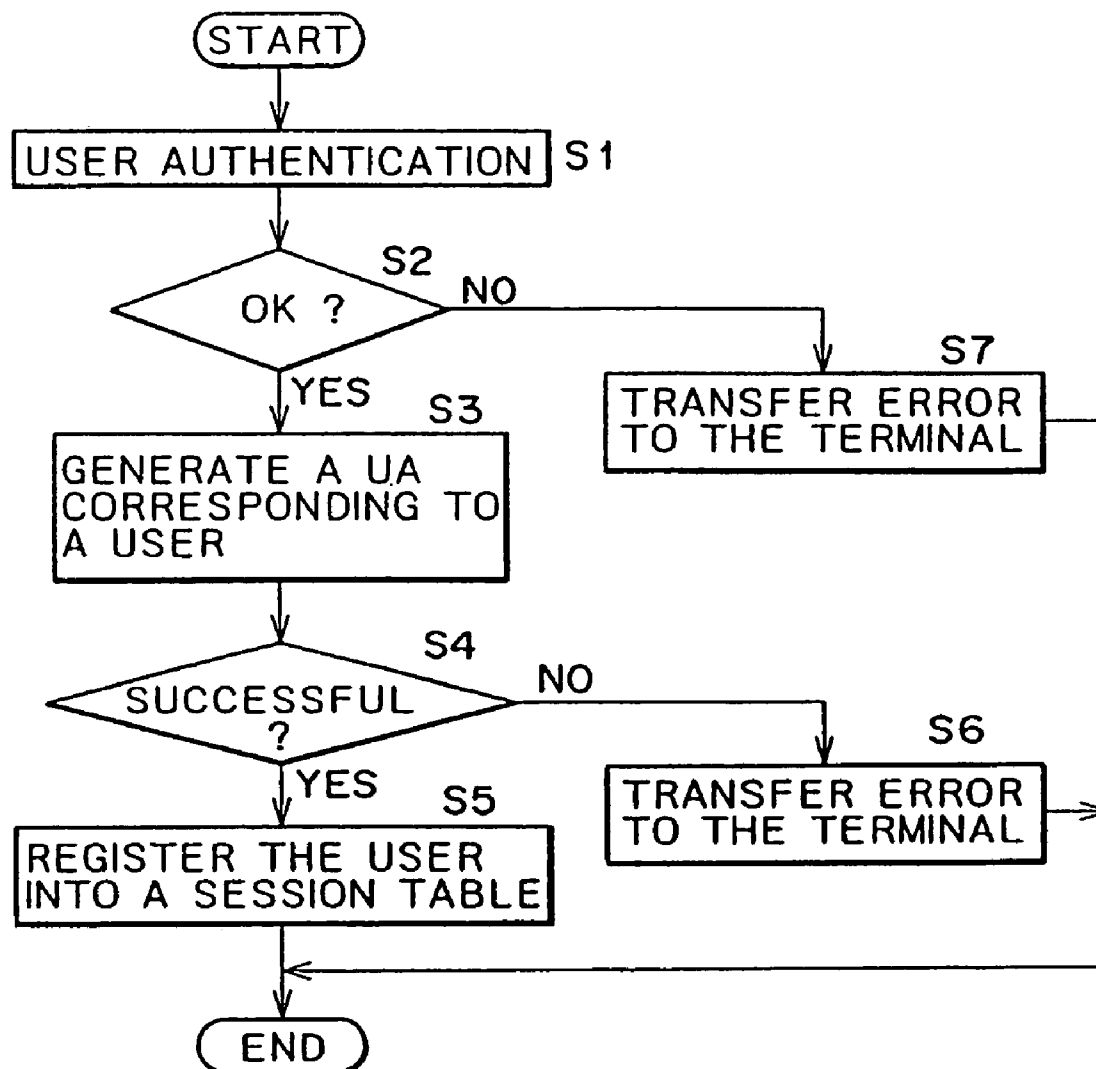 START
USER AUTHENTICATION S1
S2
OK ?
NO
YES
S7
TRANSFER ERROR
TO THE TERMINAL
S3
GENERATE A UA
CORRESPONDING TO
A USER
S4
SUCCESSFUL
?
NO
YES
S6
TRANSFER ERROR
TO THE TERMINAL
S5
REGISTER THE USER
INTO A SESSION TABLE
END